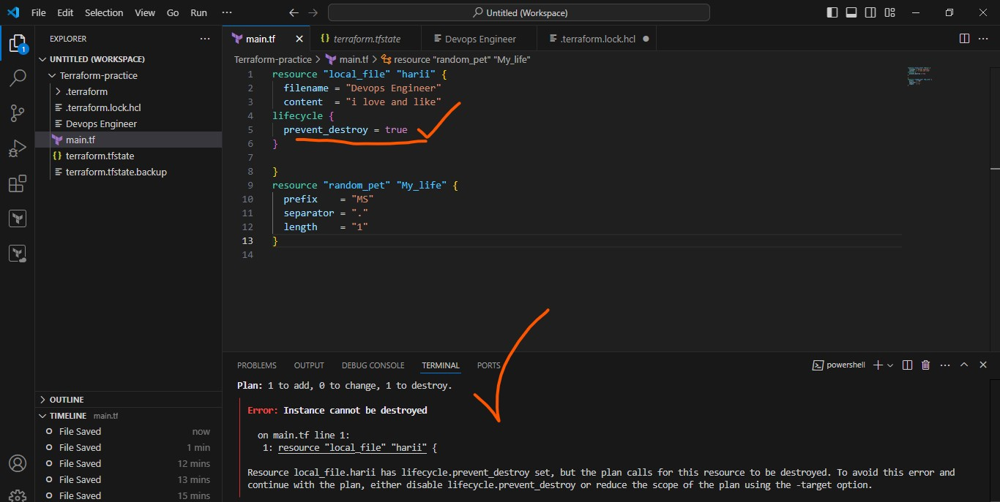 File Edit Selection View Go Run ··· Untitled (Workspace)
EXPLORER ···
1
UNTITLED (WORKSPACE)
Terraform-practice
.terraform
.terraform.lock.hcl
Devops Engineer
main.tf
{} terraform.tfstate
terraform.tfstate.backup
OUTLINE
TIMELINE main.tf
File Saved now
File Saved 1 min
File Saved 12 mins
File Saved 13 mins
File Saved 15 mins
main.tf {} terraform.tfstate Devops Engineer .terraform.lock.hcl
Terraform-practice > main.tf > resource "random_pet" "My_life"
1 resource "local_file" "harii" {
2 filename = "Devops Engineer"
3 content = "i love and like"
4 lifecycle {
5 prevent_destroy = true
6 }
7
8 }
9 resource "random_pet" "My_life" {
10 prefix = "MS"
11 separator = "."
12 length = "1"
13 }
14
PROBLEMS OUTPUT DEBUG CONSOLE TERMINAL PORTS powershell
Plan: 1 to add, 0 to change, 1 to destroy.
Error: Instance cannot be destroyed
on main.tf line 1:
1: resource "local_file" "harii" {
Resource local_file.harii has lifecycle.prevent_destroy set, but the plan calls for this resource to be destroyed. To avoid this error and
continue with the plan, either disable lifecycle.prevent_destroy or reduce the scope of the plan using the -target option.